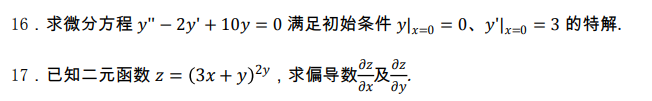 16．求微分方程 y'' − 2y' + 10y = 0 满足初始条件 y|ₓ₌₀ = 0、y'|ₓ₌₀ = 3 的特解.
17．已知二元函数 z = (3x + y)²ʸ，求偏导数∂z/∂x及∂z/∂y.